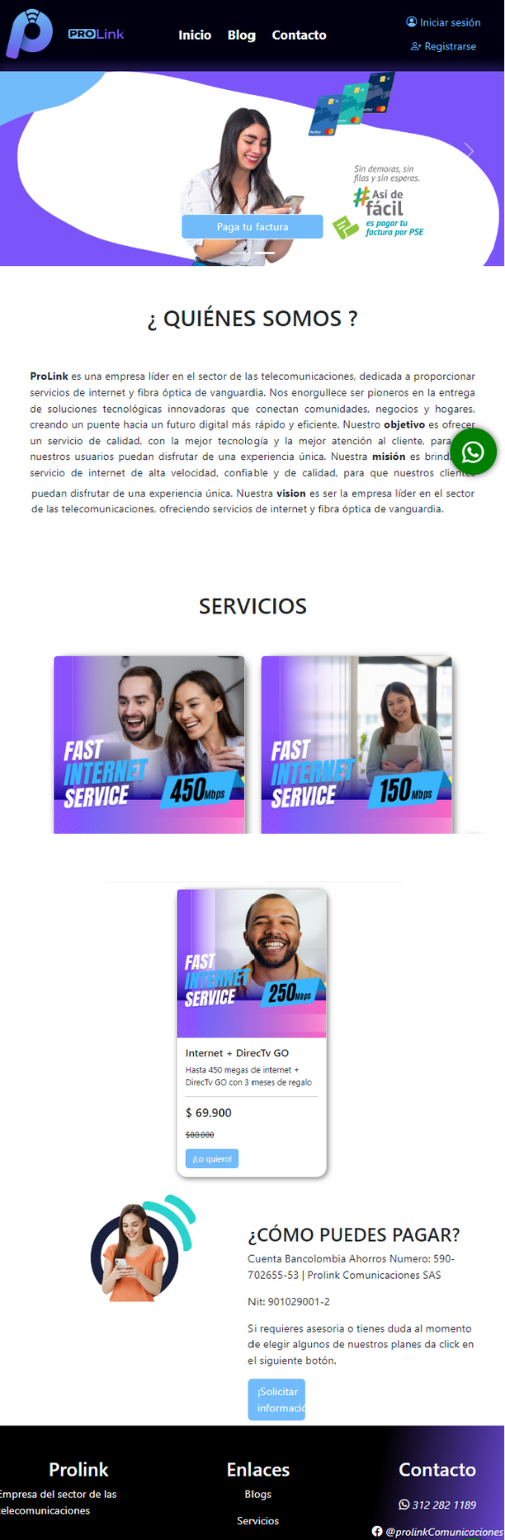 PROLink
Inicio Blog Contacto
Iniciar sesión
Registrarse
Sin demoras, sin
filas y sin esperas.
#Así de
fácil
es pagar tu
factura por PSE
Paga tu factura
¿ QUIÉNES SOMOS ?
ProLink es una empresa líder en el sector de las telecomunicaciones, dedicada a proporcionar
servicios de internet y fibra óptica de vanguardia. Nos enorgullece ser pioneros en la entrega
de soluciones tecnológicas innovadoras que conectan comunidades, negocios y hogares,
creando un puente hacia un futuro digital más rápido y eficiente. Nuestro objetivo es ofrecer
un servicio de calidad, con la mejor tecnología y la mejor atención al cliente, para
nuestros usuarios puedan disfrutar de una experiencia única. Nuestra misión es brind
servicio de internet de alta velocidad, confiable y de calidad, para que nuestros cliente
puedan disfrutar de una experiencia única. Nuestra vision es ser la empresa líder en el sector
de las telecomunicaciones, ofreciendo servicios de internet y fibra óptica de vanguardia.
SERVICIOS
FAST
INTERNET
SERVICE
450Mbps
FAST
INTERNET
SERVICE
150Mbps
FAST
INTERNET
SERVICE
250Mbps
Internet + DirecTv GO
Hasta 450 megas de internet +
DirecTv GO con 3 meses de regalo
$ 69.900
$80.000
¡Lo quiero!
¿CÓMO PUEDES PAGAR?
Cuenta Bancolombia Ahorros Numero: 590-
702655-53 | Prolink Comunicaciones SAS
Nit: 901029001-2
Si requieres asesoria o tienes duda al momento
de elegir algunos de nuestros planes da click en
el siguiente botón.
¡Solicitar
informació
Prolink
Empresa del sector de las
telecomunicaciones
Enlaces
Blogs
Servicios
Contacto
312 282 1189
@prolinkComunicaciones